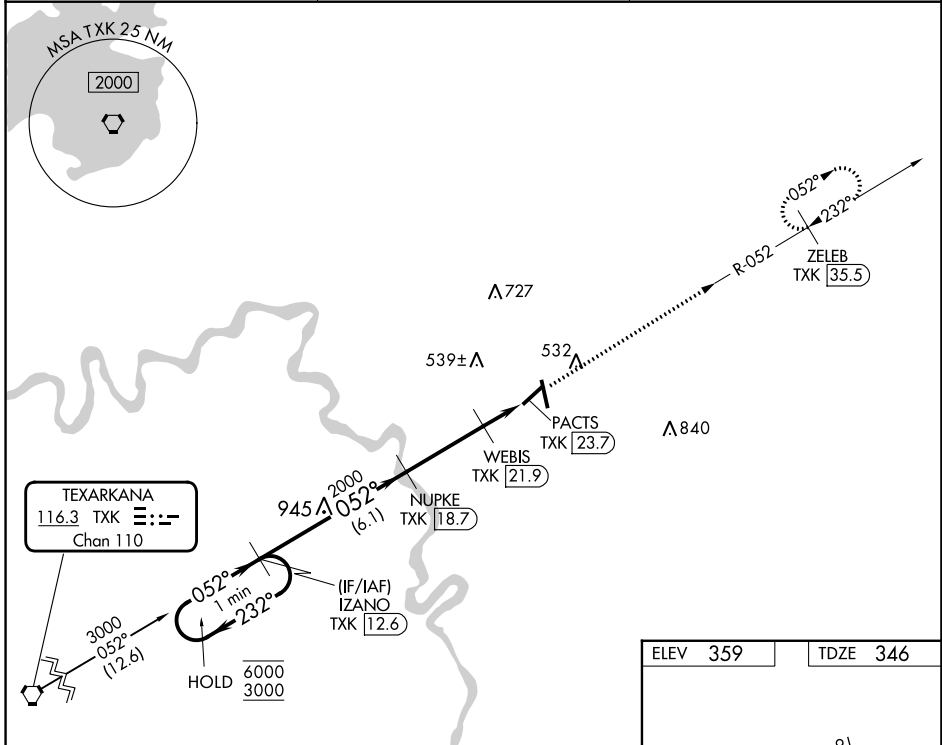 MSA TXK 25 NM
2000
052°
232°
ZELEB
TXK 35.5
R-052
727
539±
532
PACTS
TXK 23.7
840
WEBIS
TXK 21.9
2000
945
052°
(6.1)
NUPKE
TXK 18.7
TEXARKANA
116.3 TXK
Chan 110
052°
1 min
232°
(IF/IAF)
IZANO
TXK 12.6
3000
052°
(12.6)
HOLD 6000
3000
ELEV 359
TDZE 346